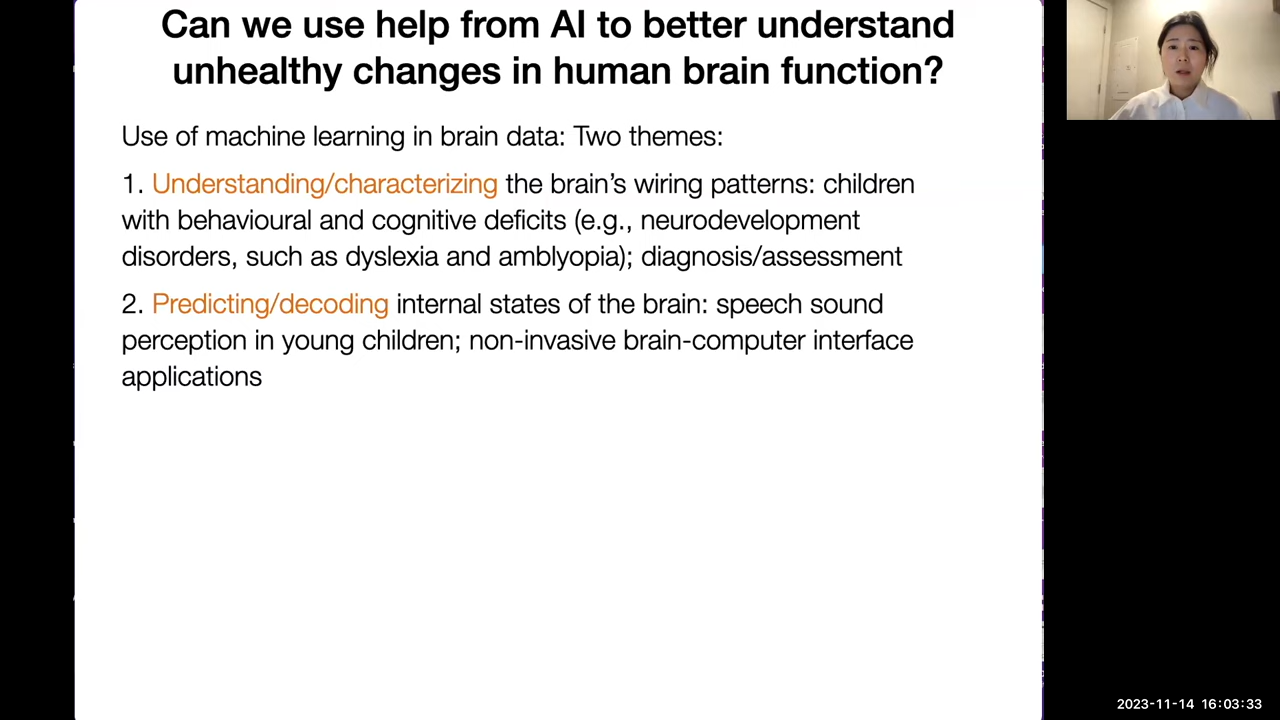 Can we use help from AI to better understand
unhealthy changes in human brain function?
Use of machine learning in brain data: Two themes:
1. Understanding/characterizing the brain’s wiring patterns: children
with behavioural and cognitive deficits (e.g., neurodevelopment
disorders, such as dyslexia and amblyopia); diagnosis/assessment
2. Predicting/decoding internal states of the brain: speech sound
perception in young children; non-invasive brain-computer interface
applications
2023-11-14 16:03:33